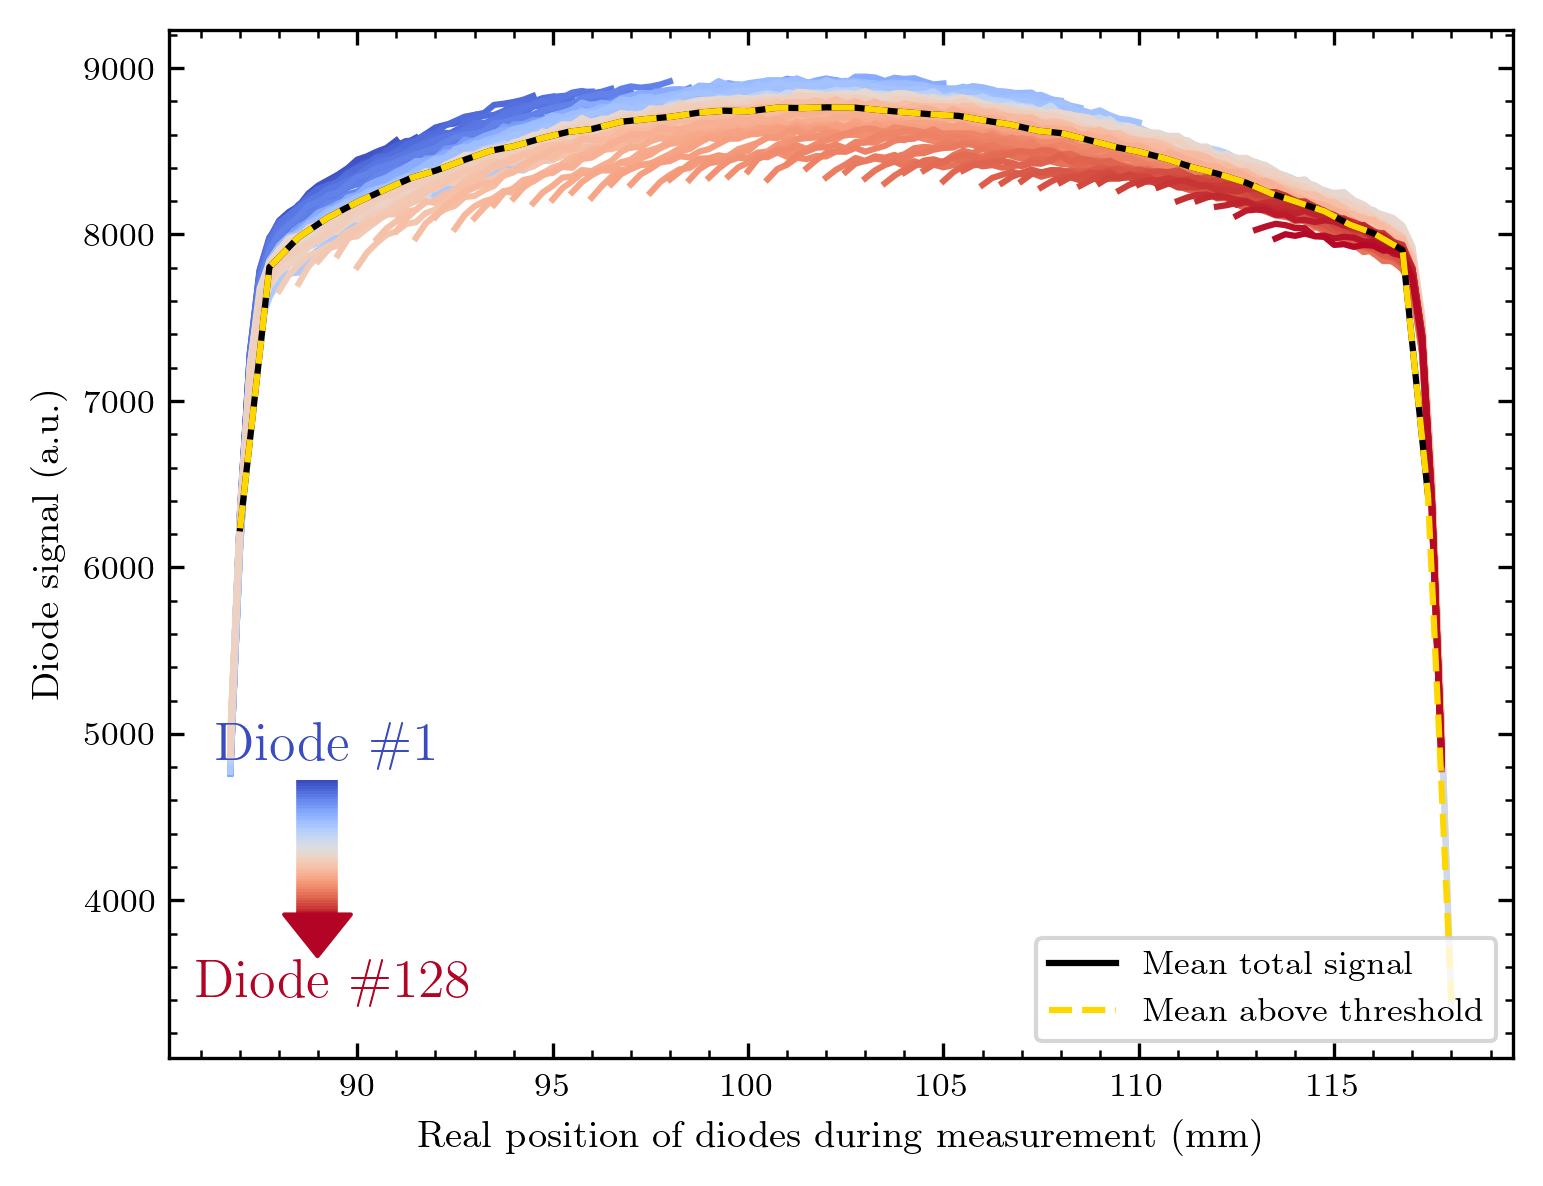 9000
8000
7000
6000
5000
4000
Diode signal (a.u.)
Diode #1
Diode #128
Mean total signal
Mean above threshold
90
95
100
105
110
115
Real position of diodes during measurement (mm)